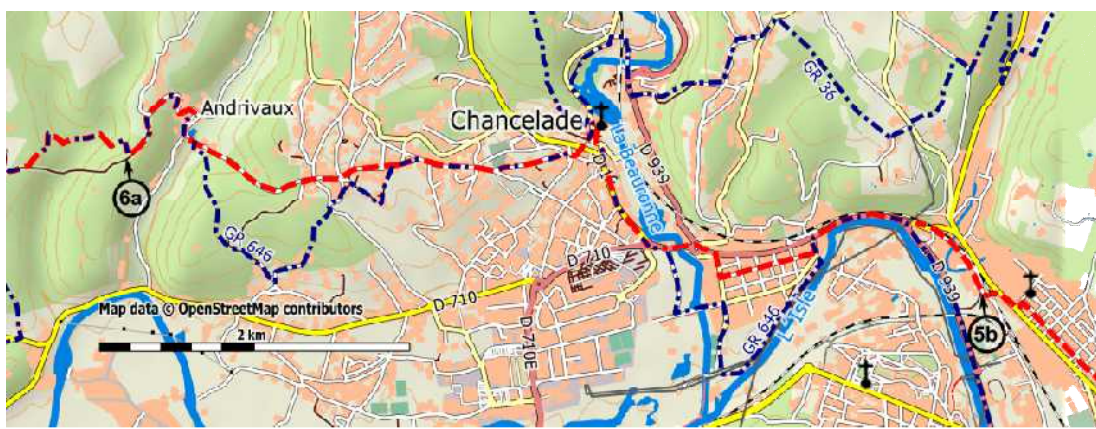 GR 36
Andrivaux
Chancelade
la Beauronne
D 939
D 1
6a
GR 646
D 710
D 710
Map data © OpenStreetMap contributors
2 km
D 710E
L'Isle
GR 646
D 939
5b